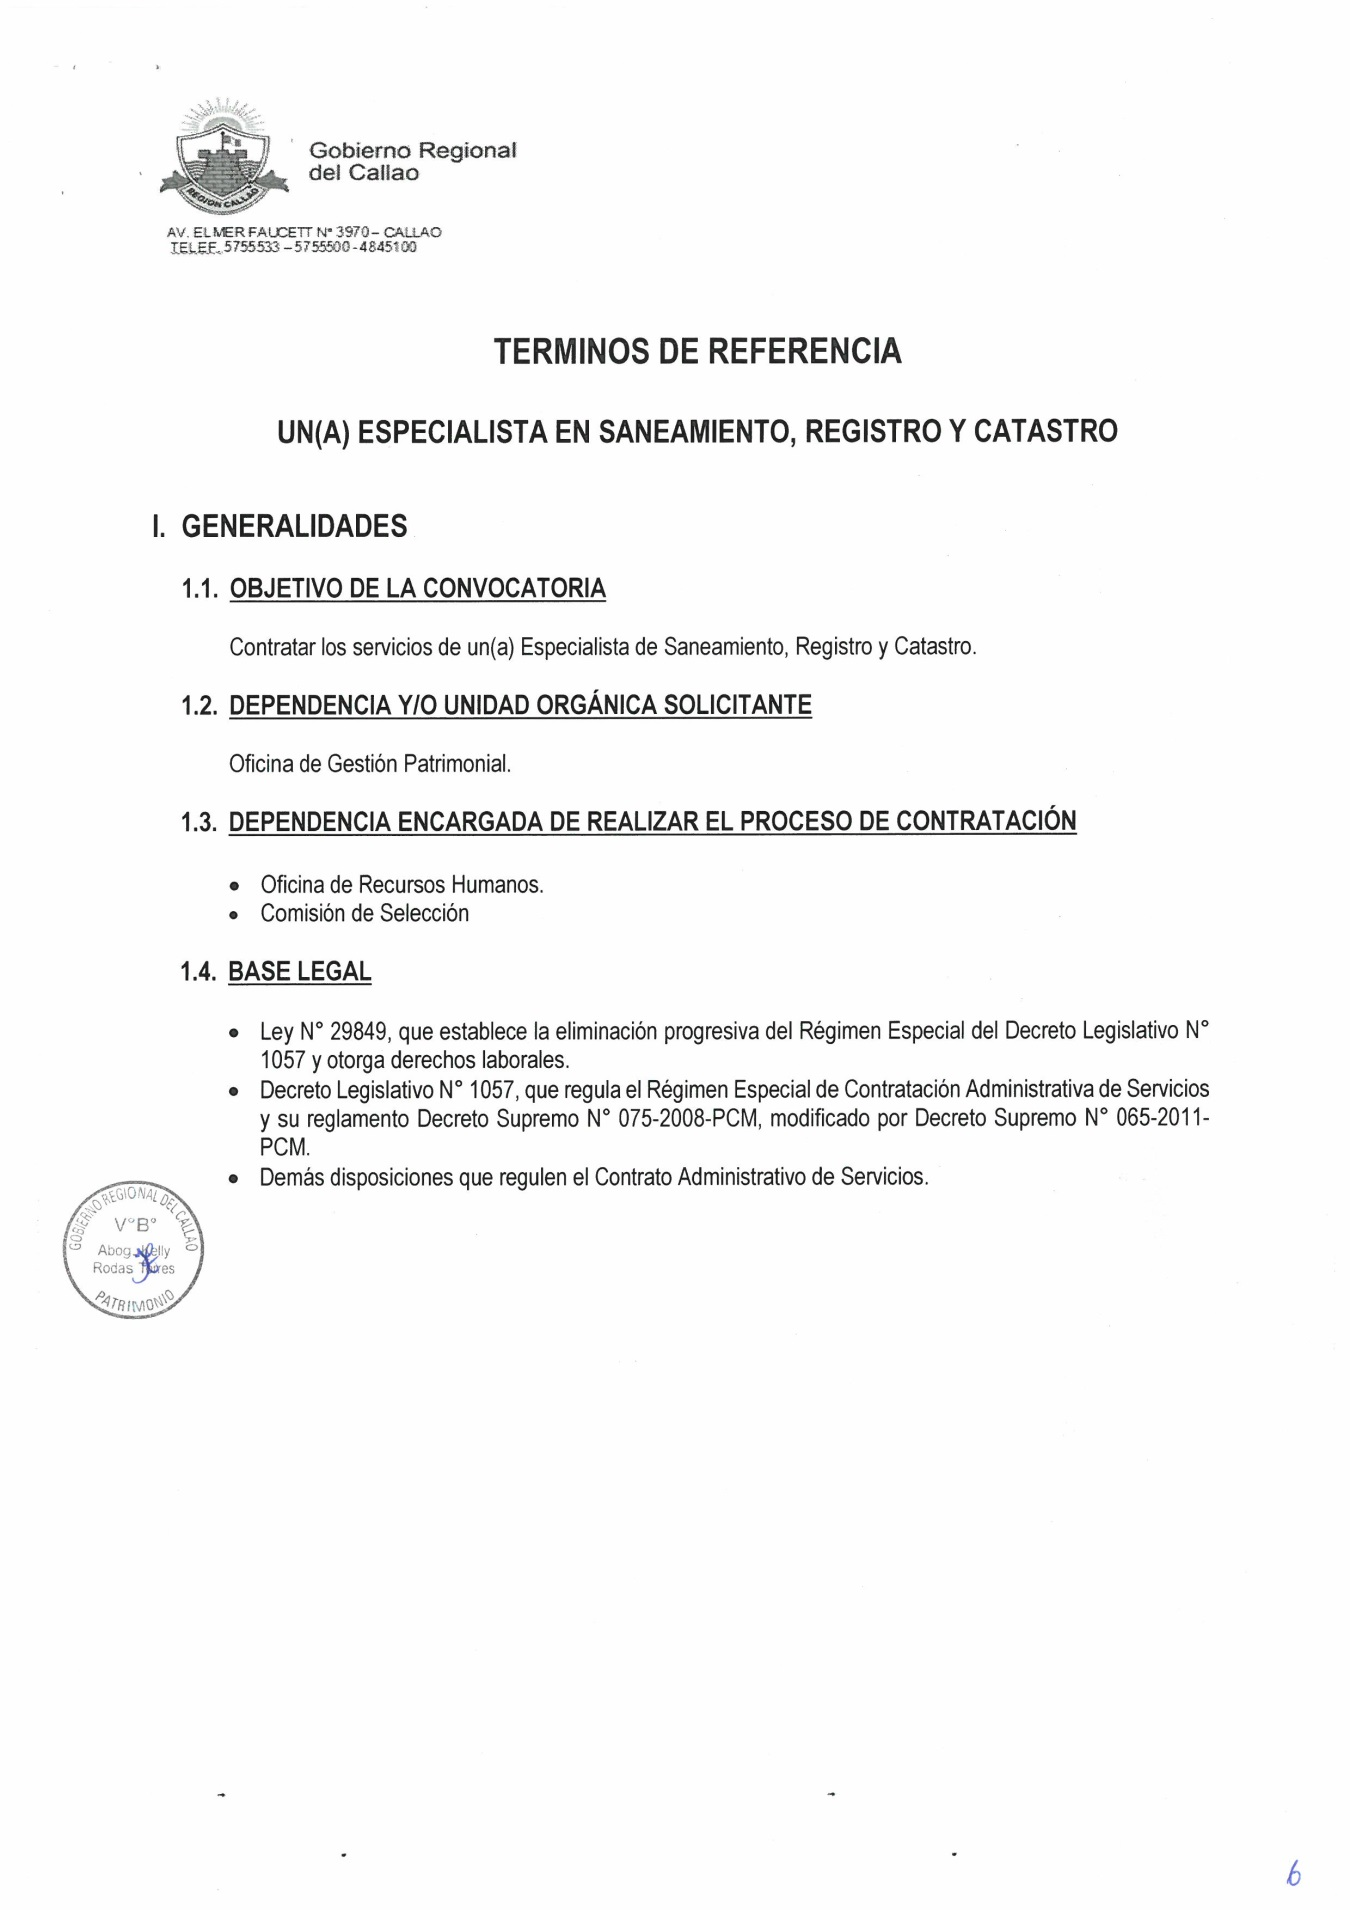 REGION CALLAO
Gobierno Regional
del Callao
AV. ELMER FAUCETT N° 3970 – CALLAO
TELEF. 5755533 – 5755500 -4845100
TERMINOS DE REFERENCIA
UN(A) ESPECIALISTA EN SANEAMIENTO, REGISTRO Y CATASTRO
I. GENERALIDADES
1.1. OBJETIVO DE LA CONVOCATORIA
Contratar los servicios de un(a) Especialista de Saneamiento, Registro y Catastro.
1.2. DEPENDENCIA Y/O UNIDAD ORGÁNICA SOLICITANTE
Oficina de Gestión Patrimonial.
1.3. DEPENDENCIA ENCARGADA DE REALIZAR EL PROCESO DE CONTRATACIÓN
• Oficina de Recursos Humanos.
• Comisión de Selección
1.4. BASE LEGAL
• Ley N° 29849, que establece la eliminación progresiva del Régimen Especial del Decreto Legislativo N°
1057 y otorga derechos laborales.
• Decreto Legislativo N° 1057, que regula el Régimen Especial de Contratación Administrativa de Servicios
y su reglamento Decreto Supremo N° 075-2008-PCM, modificado por Decreto Supremo N° 065-2011-
PCM.
• Demás disposiciones que regulen el Contrato Administrativo de Servicios.
GOBIERNO REGIONAL DEL CALLAO
V°B°
Abog.
Rodas
PATRIMONIO
6